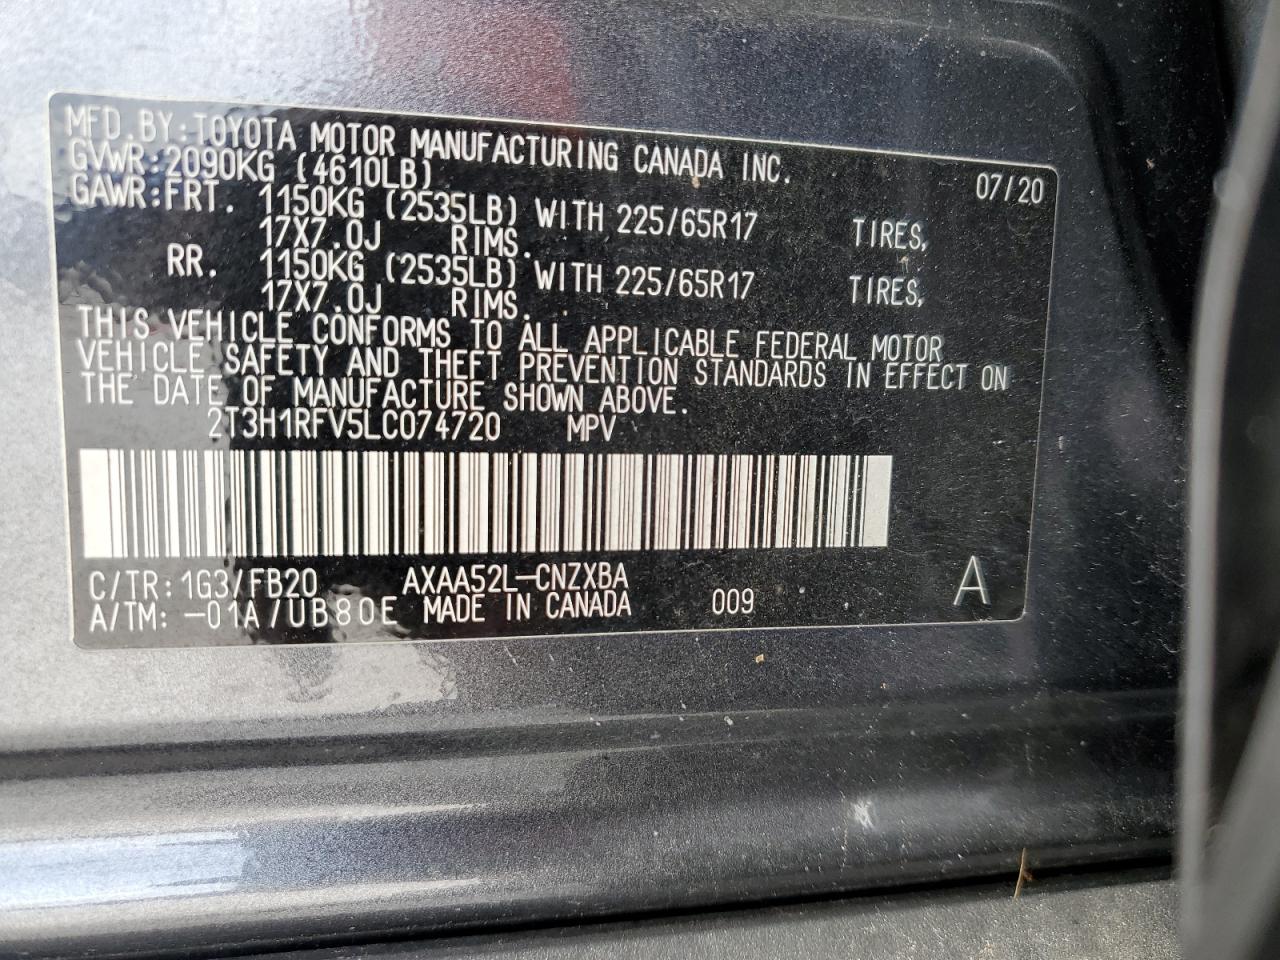 MFD.BY:TOYOTA MOTOR MANUFACTURING CANADA INC.
GVWR:2090KG (4610LB) 07/20
GAWR:FRT. 1150KG (2535LB) WITH 225/65R17 TIRES,
17X7.0J RIMS.
RR. 1150KG (2535LB) WITH 225/65R17 TIRES,
17X7.0J RIMS.
THIS VEHICLE CONFORMS TO ALL APPLICABLE FEDERAL MOTOR
VEHICLE SAFETY AND THEFT PREVENTION STANDARDS IN EFFECT ON
THE DATE OF MANUFACTURE SHOWN ABOVE.
2T3H1RFV5LC074720 MPV
C/TR:1G3/FB20 AXAA52L-CNZXBA
A/TM: -01A/UB80E MADE IN CANADA 009 A